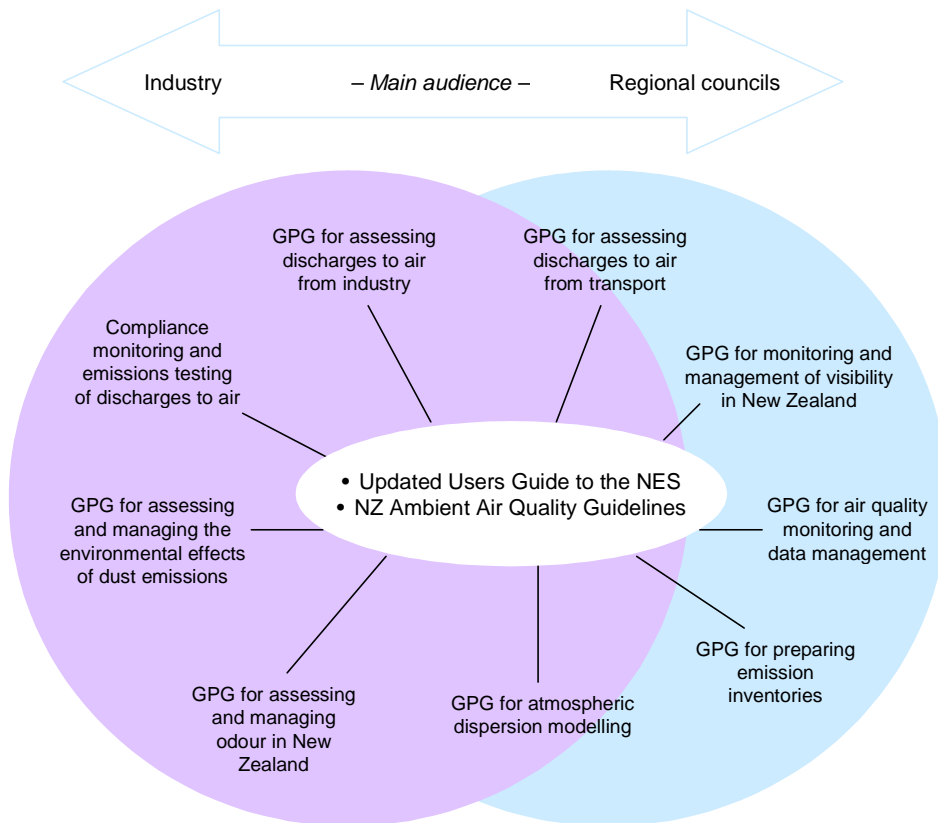 Industry – Main audience – Regional councils
GPG for assessing
discharges to air
from industry
GPG for assessing
discharges to air
from transport
Compliance
monitoring and
emissions testing
of discharges to air
GPG for monitoring and
management of visibility
in New Zealand
• Updated Users Guide to the NES
• NZ Ambient Air Quality Guidelines
GPG for assessing
and managing the
environmental effects
of dust emissions
GPG for air quality
monitoring and
data management
GPG for assessing
and managing
odour in New
Zealand
GPG for atmospheric
dispersion modelling
GPG for preparing
emission
inventories